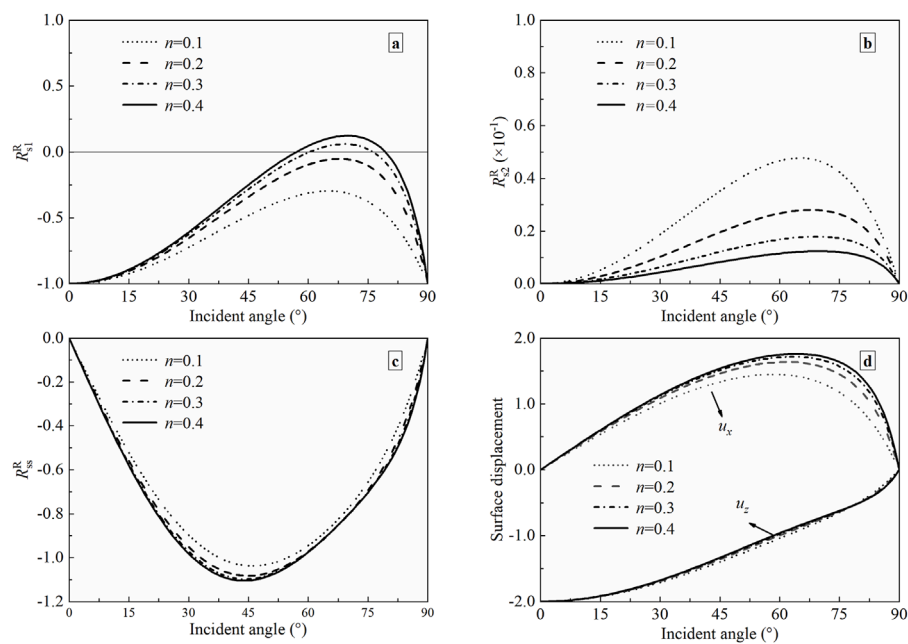 1.0
0.5
0.0
-0.5
-1.0
R^R_s1
n=0.1
n=0.2
n=0.3
n=0.4
a
0 15 30 45 60 75 90
Incident angle (°)
1.0
0.8
0.6
0.4
0.2
0.0
R^R_s2 (×10^-1)
n=0.1
n=0.2
n=0.3
n=0.4
b
0 15 30 45 60 75 90
Incident angle (°)
0.0
-0.2
-0.4
-0.6
-0.8
-1.0
-1.2
R^R_ss
n=0.1
n=0.2
n=0.3
n=0.4
c
0 15 30 45 60 75 90
Incident angle (°)
2.0
1.0
0.0
-1.0
-2.0
Surface displacement
d
u_x
n=0.1
n=0.2
n=0.3
n=0.4
u_z
0 15 30 45 60 75 90
Incident angle (°)